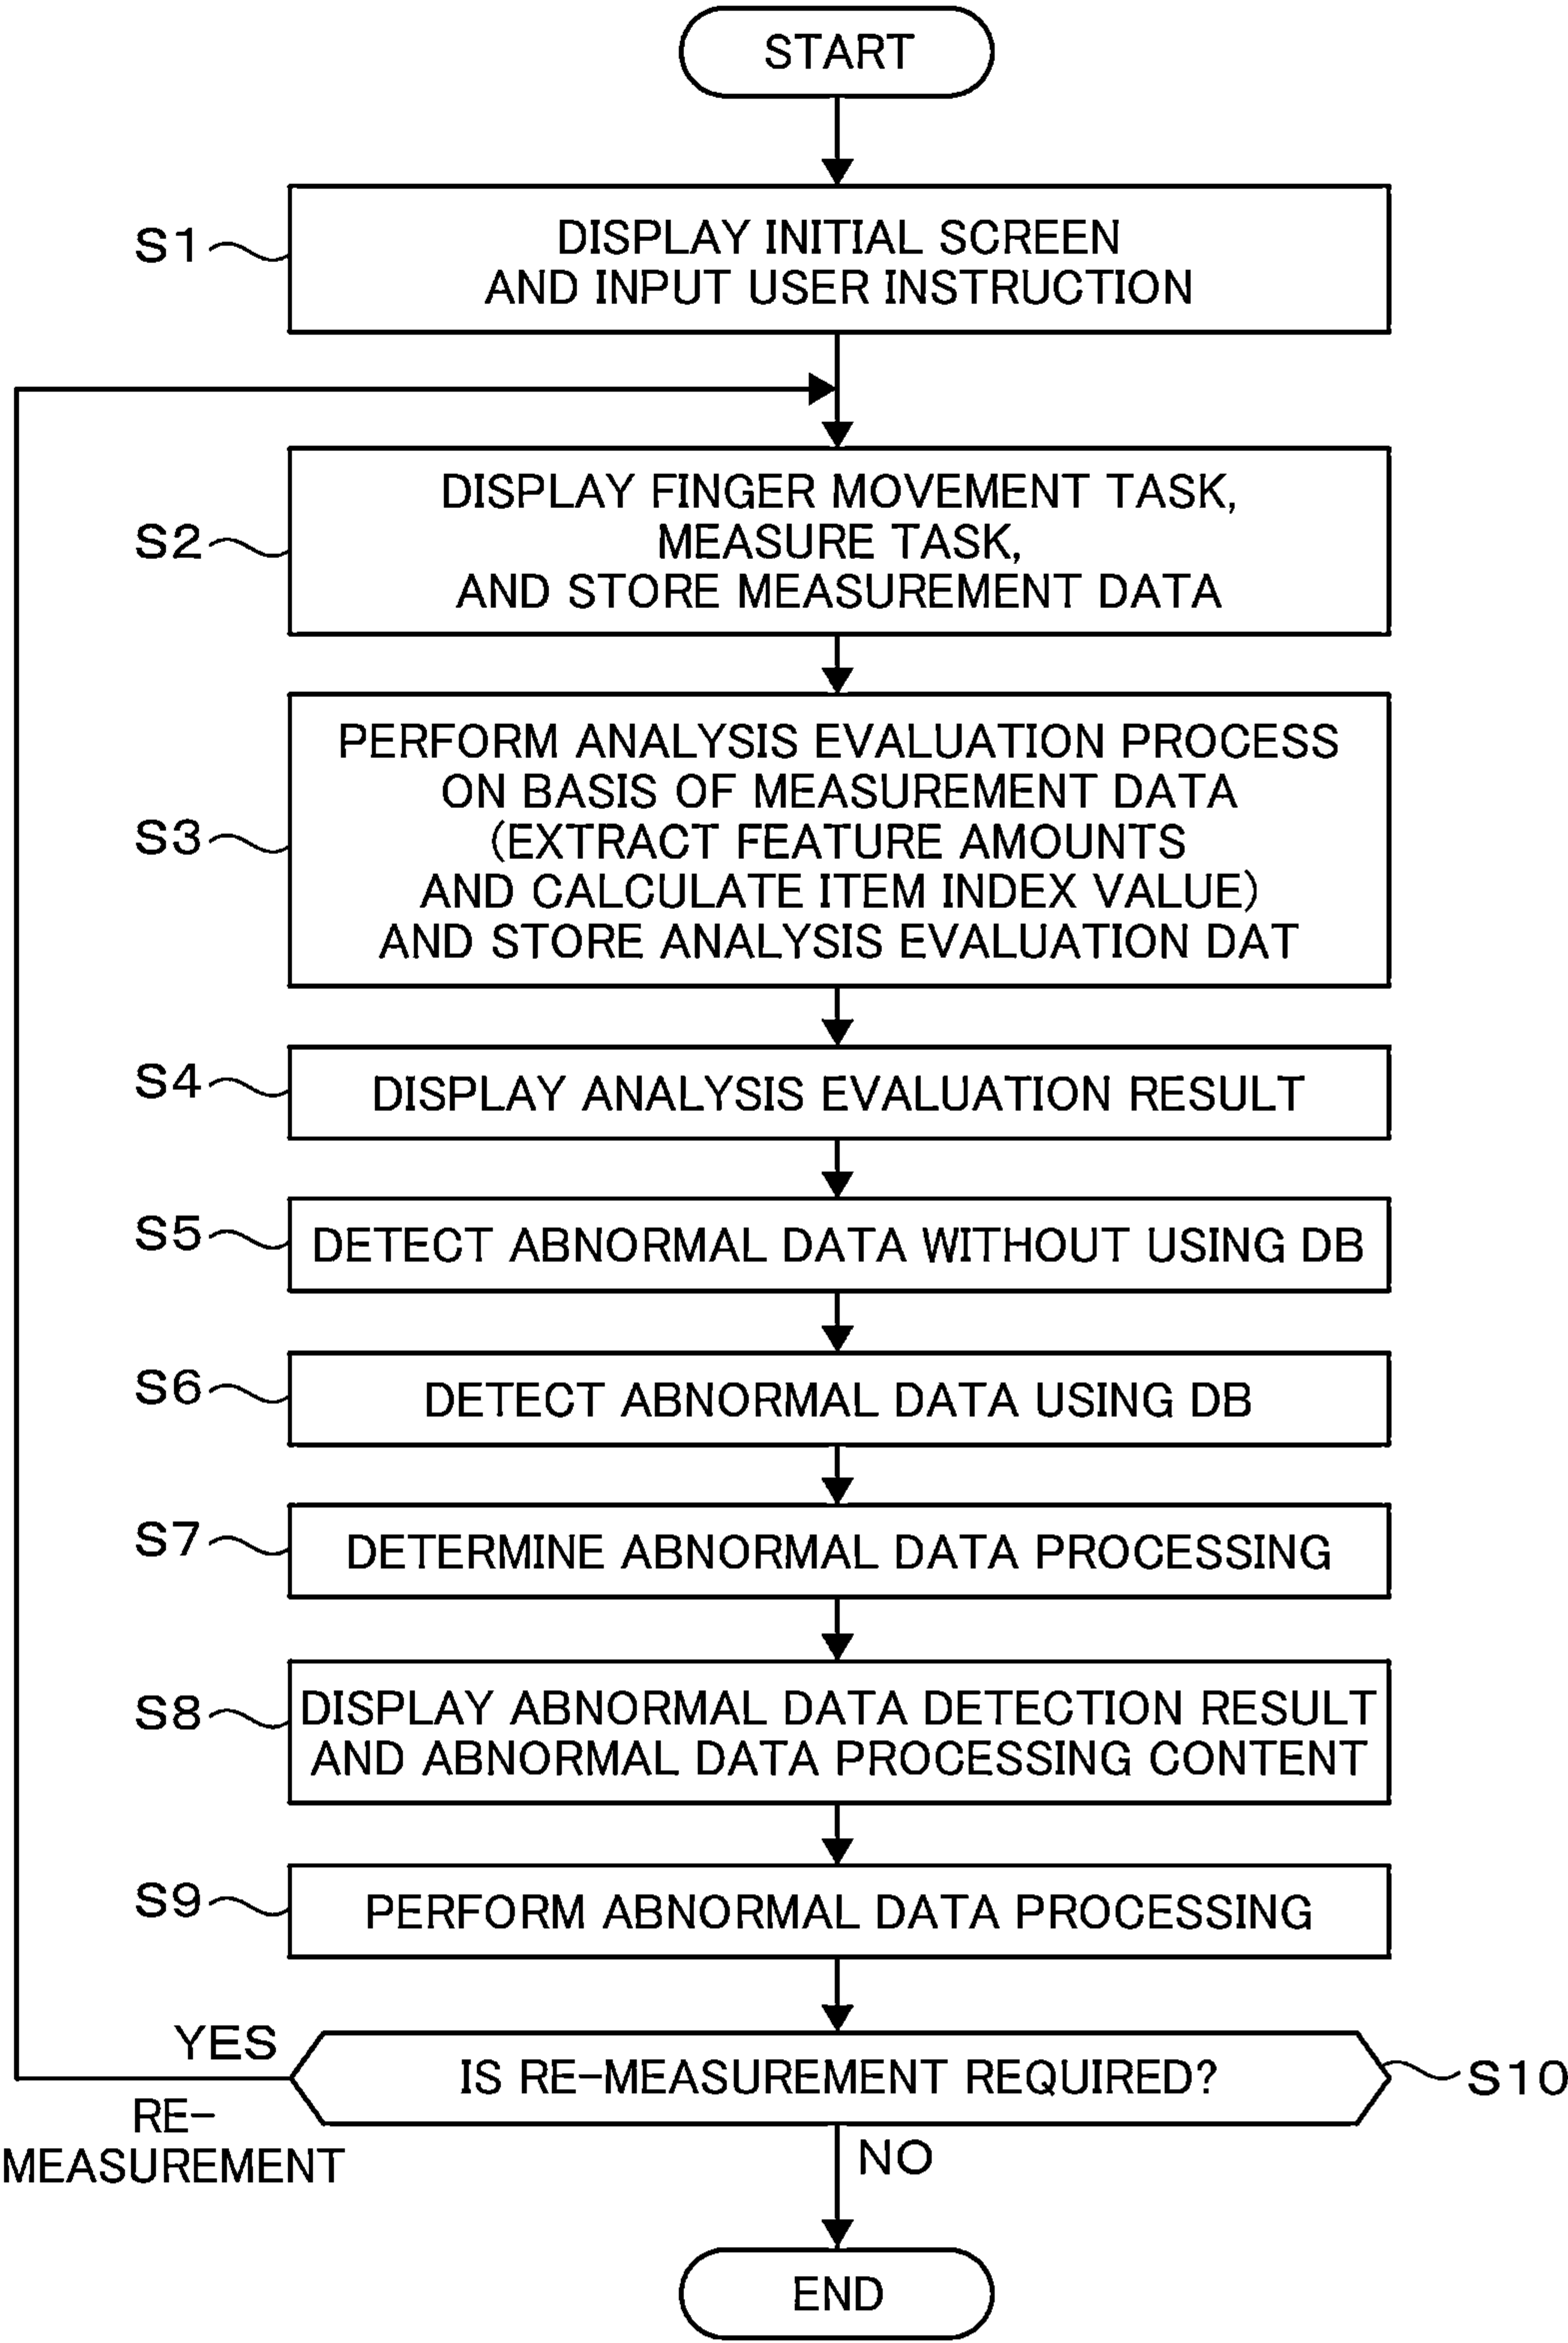 START
S1
DISPLAY INITIAL SCREEN
AND INPUT USER INSTRUCTION
S2
DISPLAY FINGER MOVEMENT TASK,
MEASURE TASK,
AND STORE MEASUREMENT DATA
S3
PERFORM ANALYSIS EVALUATION PROCESS
ON BASIS OF MEASUREMENT DATA
(EXTRACT FEATURE AMOUNTS
AND CALCULATE ITEM INDEX VALUE)
AND STORE ANALYSIS EVALUATION DAT
S4
DISPLAY ANALYSIS EVALUATION RESULT
S5
DETECT ABNORMAL DATA WITHOUT USING DB
S6
DETECT ABNORMAL DATA USING DB
S7
DETERMINE ABNORMAL DATA PROCESSING
S8
DISPLAY ABNORMAL DATA DETECTION RESULT
AND ABNORMAL DATA PROCESSING CONTENT
S9
PERFORM ABNORMAL DATA PROCESSING
YES
IS RE-MEASUREMENT REQUIRED?
S10
RE-
MEASUREMENT
NO
END